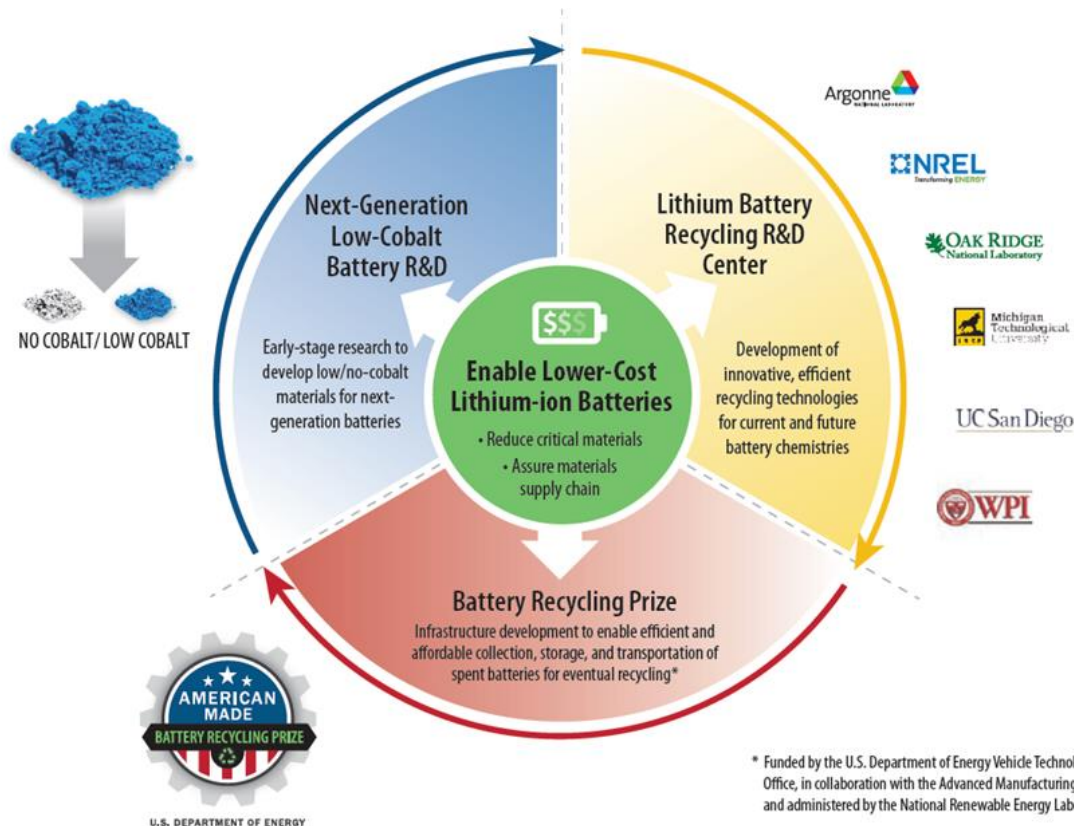 Argonne
NATIONAL LABORATORY
NREL
Transforming ENERGY
OAK RIDGE
National Laboratory
Michigan
Technological
University
UC San Diego
WPI
NO COBALT/ LOW COBALT
Next-Generation
Low-Cobalt
Battery R&D
Early-stage research to
develop low/no-cobalt
materials for next-
generation batteries
Lithium Battery
Recycling R&D
Center
Development of
innovative, efficient
recycling technologies
for current and future
battery chemistries
$$$
Enable Lower-Cost
Lithium-ion Batteries
• Reduce critical materials
• Assure materials
supply chain
Battery Recycling Prize
Infrastructure development to enable efficient and
affordable collection, storage, and transportation of
spent batteries for eventual recycling*
AMERICAN
MADE
BATTERY RECYCLING PRIZE
U.S. DEPARTMENT OF ENERGY
* Funded by the U.S. Department of Energy Vehicle Technol
Office, in collaboration with the Advanced Manufacturing
and administered by the National Renewable Energy Lab